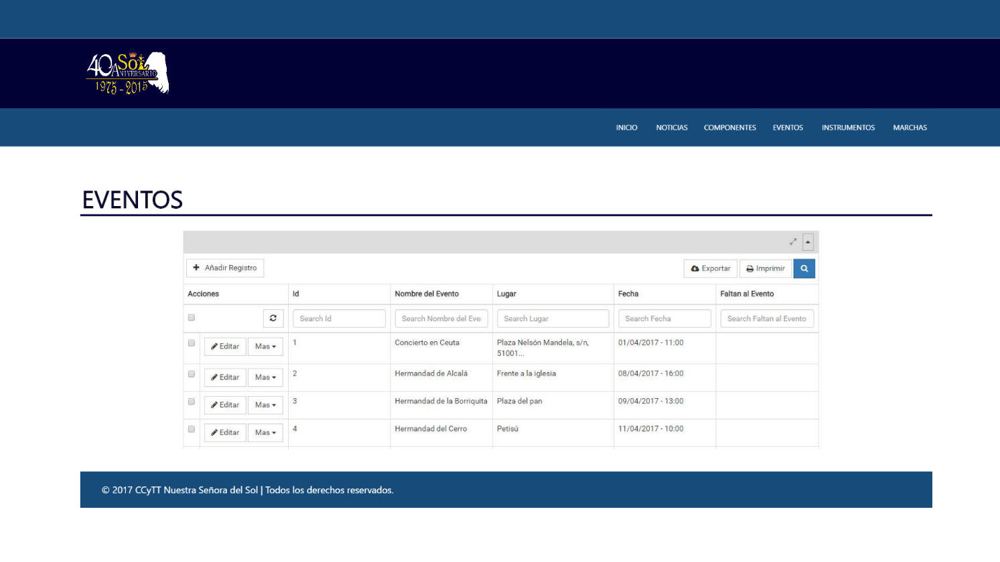 40 SOL
ANIVERSARIO
1975 - 2015
INICIO NOTICIAS COMPONENTES EVENTOS INSTRUMENTOS MARCHAS
EVENTOS
Añadir Registro Exportar Imprimir
Acciones Id Nombre del Evento Lugar Fecha Faltan al Evento
Search Id Search Nombre del Eve Search Lugar Search Fecha Search Faltan al Evento
Editar Mas 1 Concierto en Ceuta Plaza Nelsón Mandela, s/n, 01/04/2017 - 11:00
51001...
Editar Mas 2 Hermandad de Alcalá Frente a la iglesia 08/04/2017 - 16:00
Editar Mas 3 Hermandad de la Borriquita Plaza del pan 09/04/2017 - 13:00
Editar Mas 4 Hermandad del Cerro Petisú 11/04/2017 - 10:00
© 2017 CCyTT Nuestra Señora del Sol | Todos los derechos reservados.